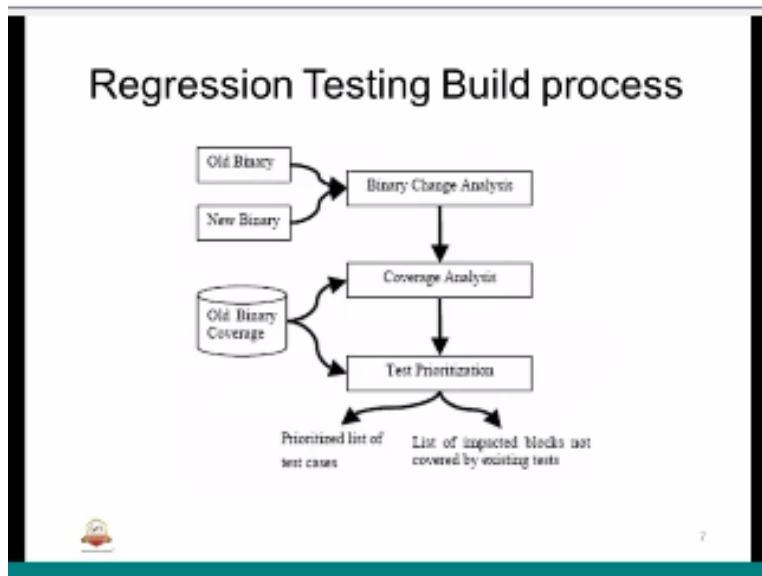 Regression Testing Build process
Old Binary
Binary Change Analysis
New Binary
Coverage Analysis
Old Binary
Coverage
Test Prioritization
Prioritized list of
test cases
List of impacted blocks not
covered by existing tests
7